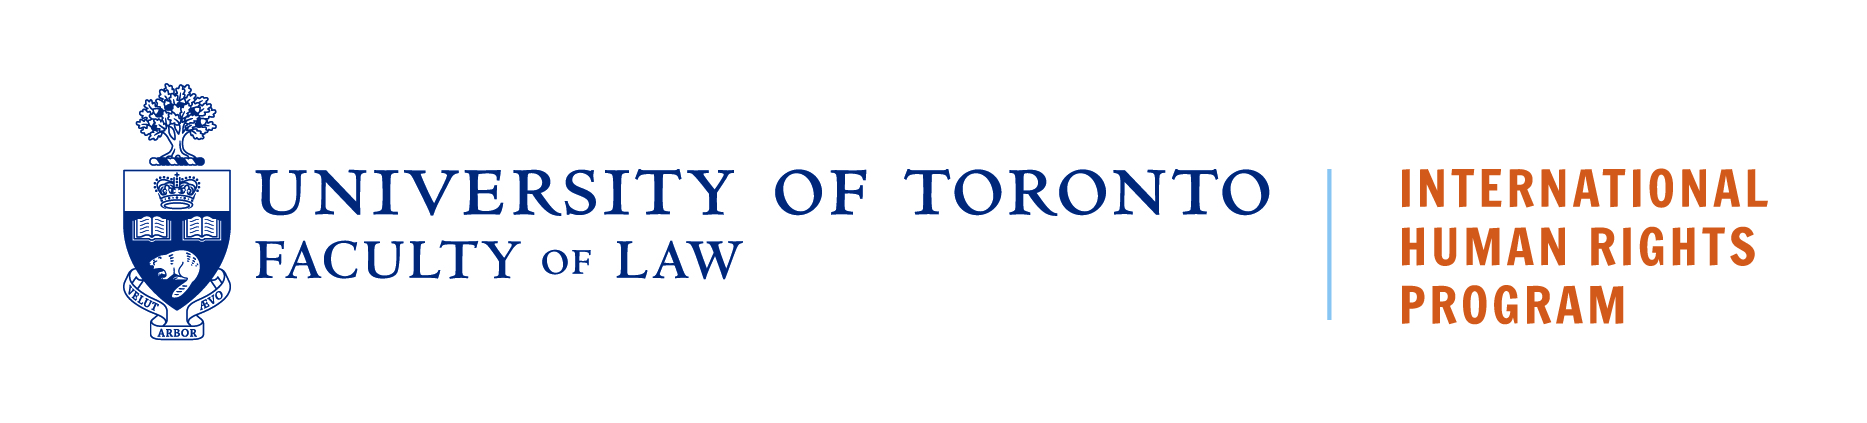 UNIVERSITY OF TORONTO
FACULTY OF LAW
VELUT
ARBOR
ÆVO
INTERNATIONAL
HUMAN RIGHTS
PROGRAM